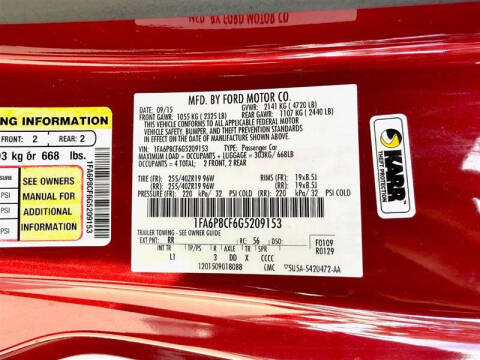 MFD. BY FORD MOTOR CO.
DATE: 09/15 GVWR: 2141 KG ( 4720 LB)
FRONT GAWR: 1055 KG ( 2325 LB) REAR GAWR: 1107 KG ( 2440 LB)
THIS VEHICLE CONFORMS TO ALL APPLICABLE FEDERAL MOTOR
VEHICLE SAFETY, BUMPER, AND THEFT PREVENTION STANDARDS
IN EFFECT ON THE DATE OF MANUFACTURE SHOWN ABOVE.
VIN: 1FA6P8CF6G5209153 TYPE: Passenger Car
MAXIMUM LOAD = OCCUPANTS + LUGGAGE = 303KG/ 668LB
OCCUPANTS = 4 TOTAL: 2 FRONT, 2 REAR
TIRE (FR): 255/40ZR19 96W RIMS (FR): 19x8.5J
TIRE (RR): 255/40ZR19 96W RIMS (RR): 19x8.5J
PRESSURE (FR): 220 kPa/ 32 PSI COLD (RR): 220 kPa/ 32 PSI COLD
1FA6P8CF6G5209153
TRAILER TOWING - SEE OWNER GUIDE
EXT PNT: RR RC: 56 DSO: F0109
R0129
INT TR TP/PS R AXLE TR SPR
L1 3 DD X CCCC
1201509018088 CMC 5U5A-5420472-AA
NG INFORMATION
FRONT: 2 REAR: 2
03 kg or 668 lbs.
PSI
PSI
PSI
SEE OWNERS
MANUAL FOR
ADDITIONAL
INFORMATION
1FA6P8CF6G5209153
KARR
THEFT PROTECTOR